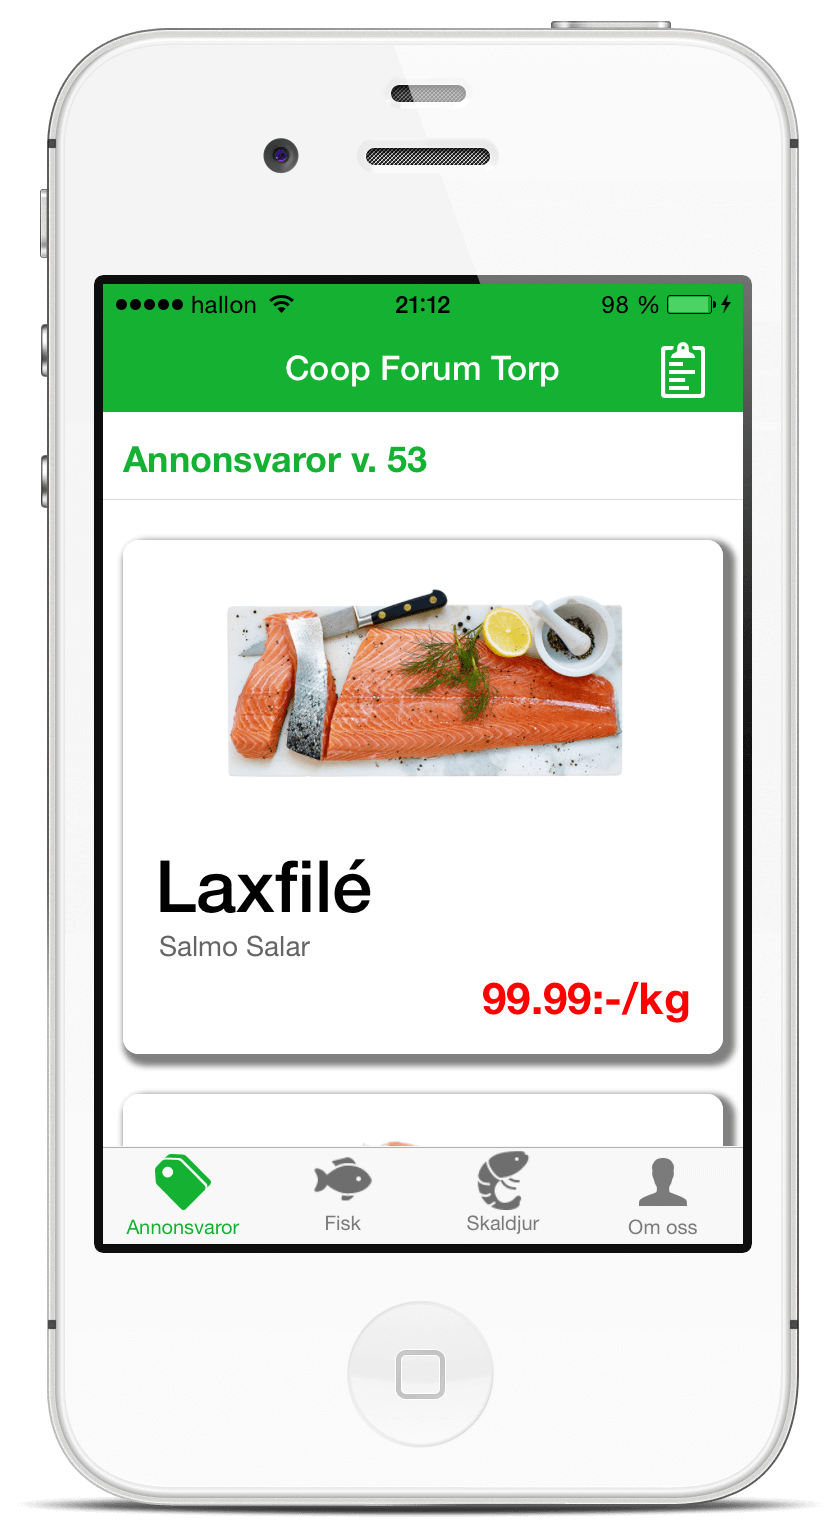 hallon 21:12 98 %
Coop Forum Torp
Annonsvaror v. 53
Laxfilé
Salmo Salar
99.99:-/kg
Annonsvaror Fisk Skaldjur Om oss